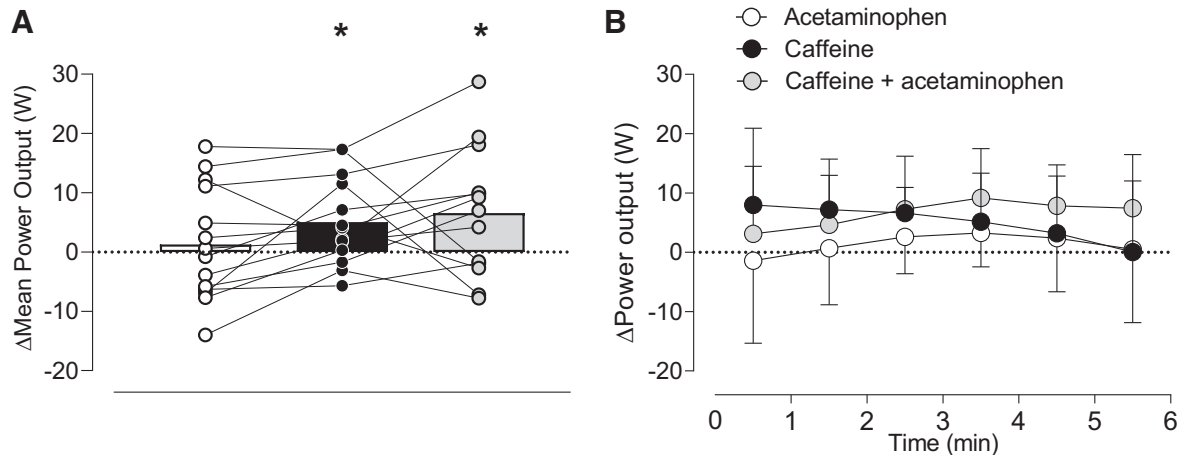 A
* *
ΔMean Power Output (W)
30
20
10
0
-10
-20
B
Acetaminophen
Caffeine
Caffeine + acetaminophen
ΔPower output (W)
30
20
10
0
-10
-20
0 1 2 3 4 5 6
Time (min)